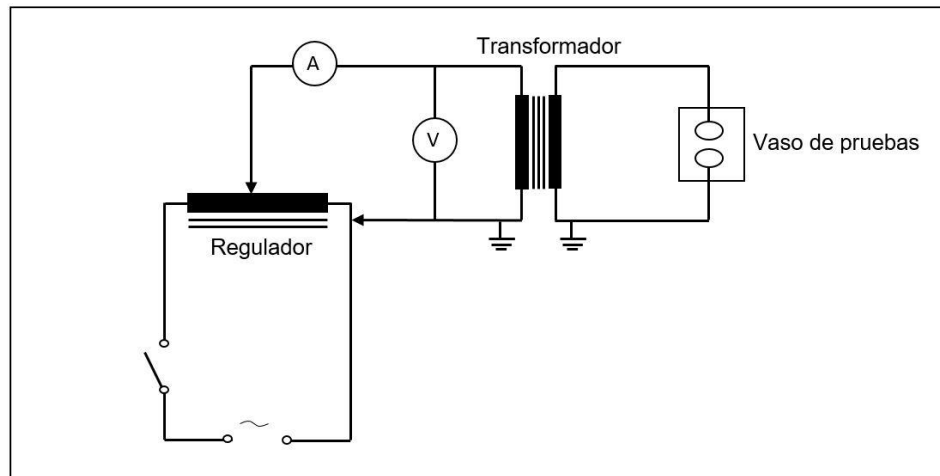 Transformador
A
V
Vaso de pruebas
Regulador
~